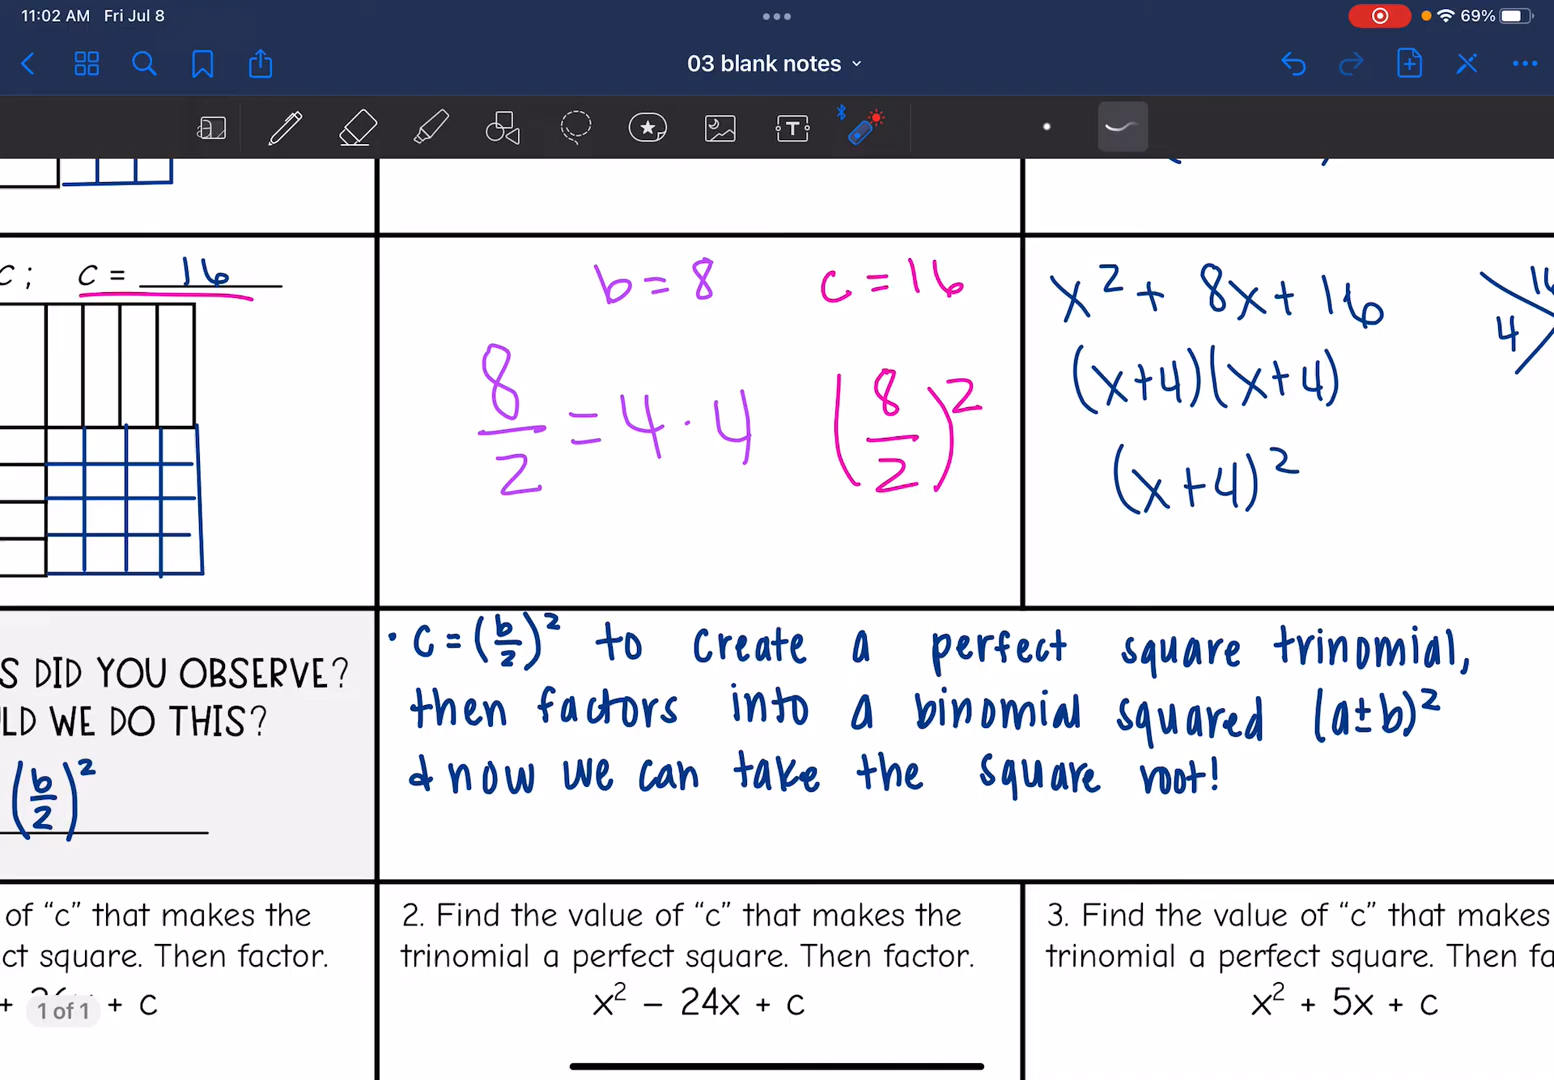 11:02 AM Fri Jul 8
69%
03 blank notes
T
C ; C = 16
b = 8 c = 16
8/2 = 4 · 4 (8/2)²
x² + 8x + 16
(x+4)(x+4)
(x+4)²
16
4
S DID YOU OBSERVE?
LD WE DO THIS?
(b/2)²
· C = (b/2)² to create a perfect square trinomial,
then factors into a binomial squared (a±b)²
& now we can take the square root!
of “c” that makes the
ct square. Then factor.
+ + c
1 of 1
2. Find the value of “c” that makes the
trinomial a perfect square. Then factor.
x² − 24x + c
3. Find the value of “c” that makes
trinomial a perfect square. Then fa
x² + 5x + c